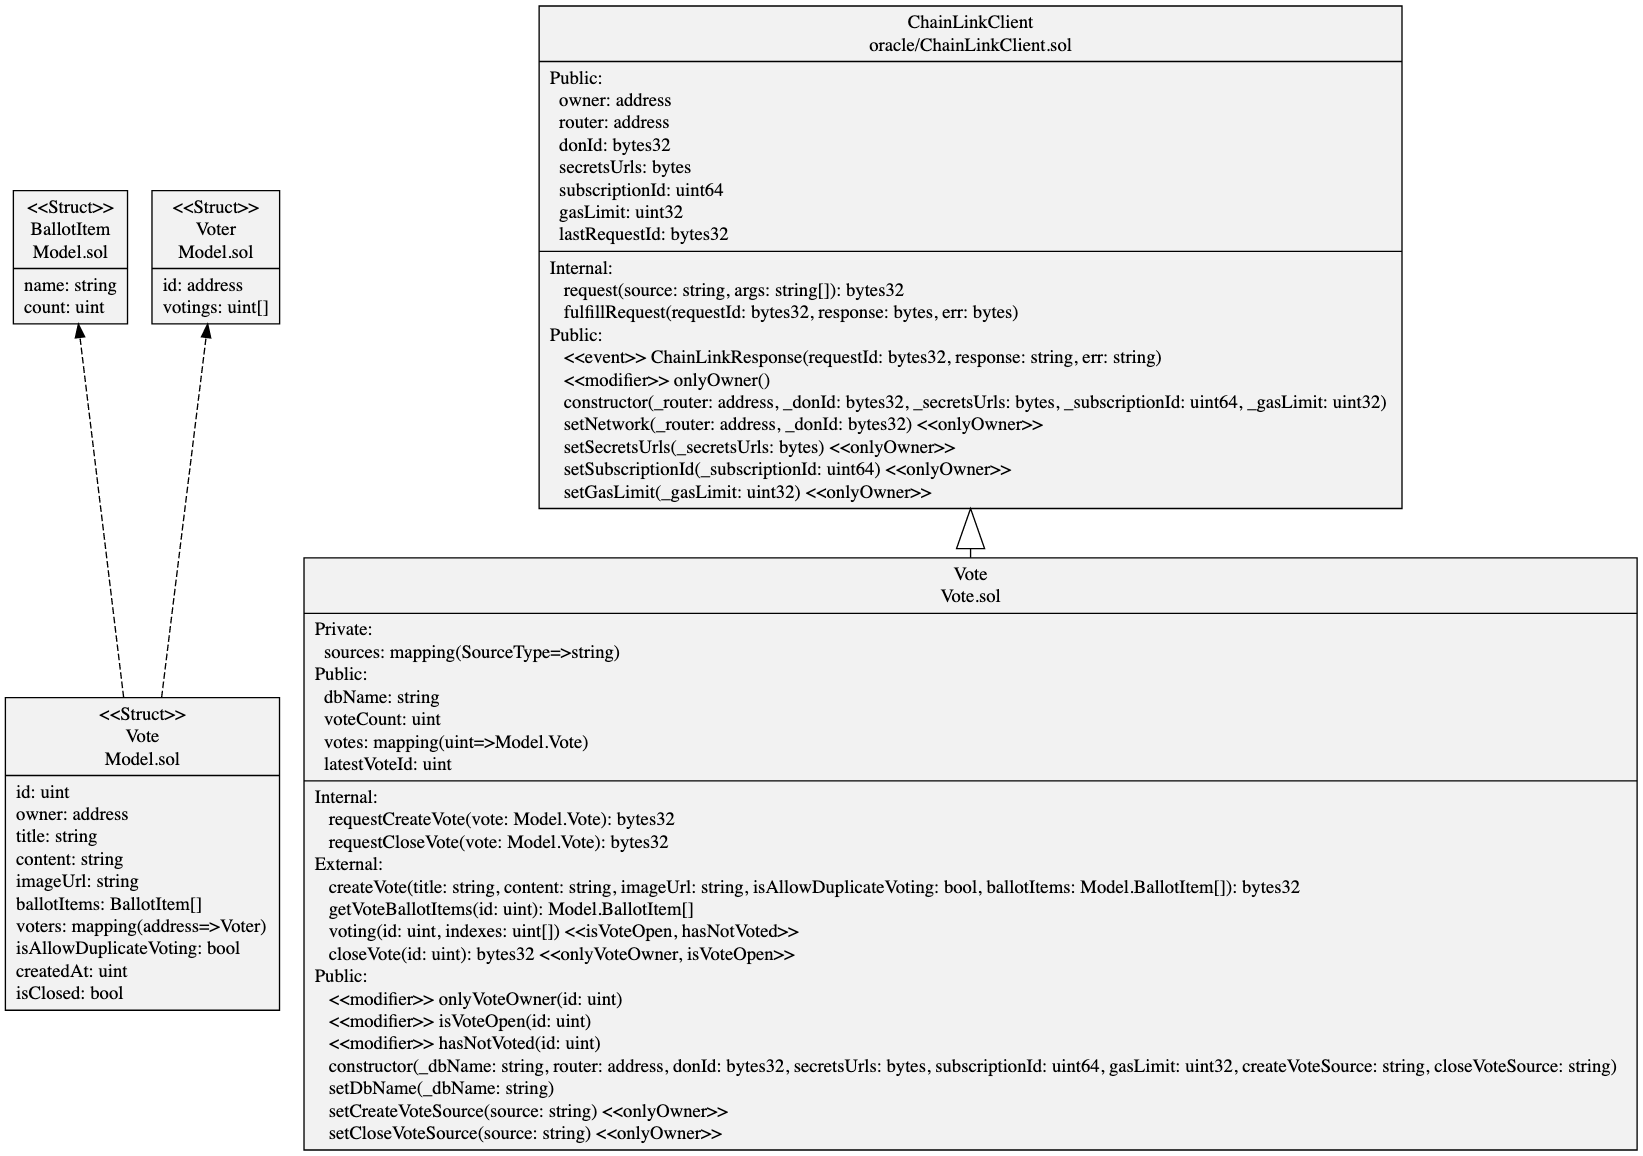 ChainLinkClient
oracle/ChainLinkClient.sol
Public:
owner: address
router: address
donId: bytes32
secretsUrls: bytes
subscriptionId: uint64
gasLimit: uint32
lastRequestId: bytes32
Internal:
request(source: string, args: string[]): bytes32
fulfillRequest(requestId: bytes32, response: bytes, err: bytes)
Public:
<<event>> ChainLinkResponse(requestId: bytes32, response: string, err: string)
<<modifier>> onlyOwner()
constructor(_router: address, _donId: bytes32, _secretsUrls: bytes, _subscriptionId: uint64, _gasLimit: uint32)
setNetwork(_router: address, _donId: bytes32) <<onlyOwner>>
setSecretsUrls(_secretsUrls: bytes) <<onlyOwner>>
setSubscriptionId(_subscriptionId: uint64) <<onlyOwner>>
setGasLimit(_gasLimit: uint32) <<onlyOwner>>
<<Struct>>
BallotItem
Model.sol
name: string
count: uint
<<Struct>>
Voter
Model.sol
id: address
votings: uint[]
<<Struct>>
Vote
Model.sol
id: uint
owner: address
title: string
content: string
imageUrl: string
ballotItems: BallotItem[]
voters: mapping(address=>Voter)
isAllowDuplicateVoting: bool
createdAt: uint
isClosed: bool
Vote
Vote.sol
Private:
sources: mapping(SourceType=>string)
Public:
dbName: string
voteCount: uint
votes: mapping(uint=>Model.Vote)
latestVoteId: uint
Internal:
requestCreateVote(vote: Model.Vote): bytes32
requestCloseVote(vote: Model.Vote): bytes32
External:
createVote(title: string, content: string, imageUrl: string, isAllowDuplicateVoting: bool, ballotItems: Model.BallotItem[]): bytes32
getVoteBallotItems(id: uint): Model.BallotItem[]
voting(id: uint, indexes: uint[]) <<isVoteOpen, hasNotVoted>>
closeVote(id: uint): bytes32 <<onlyVoteOwner, isVoteOpen>>
Public:
<<modifier>> onlyVoteOwner(id: uint)
<<modifier>> isVoteOpen(id: uint)
<<modifier>> hasNotVoted(id: uint)
constructor(_dbName: string, router: address, donId: bytes32, secretsUrls: bytes, subscriptionId: uint64, gasLimit: uint32, createVoteSource: string, closeVoteSource: string)
setDbName(_dbName: string)
setCreateVoteSource(source: string) <<onlyOwner>>
setCloseVoteSource(source: string) <<onlyOwner>>